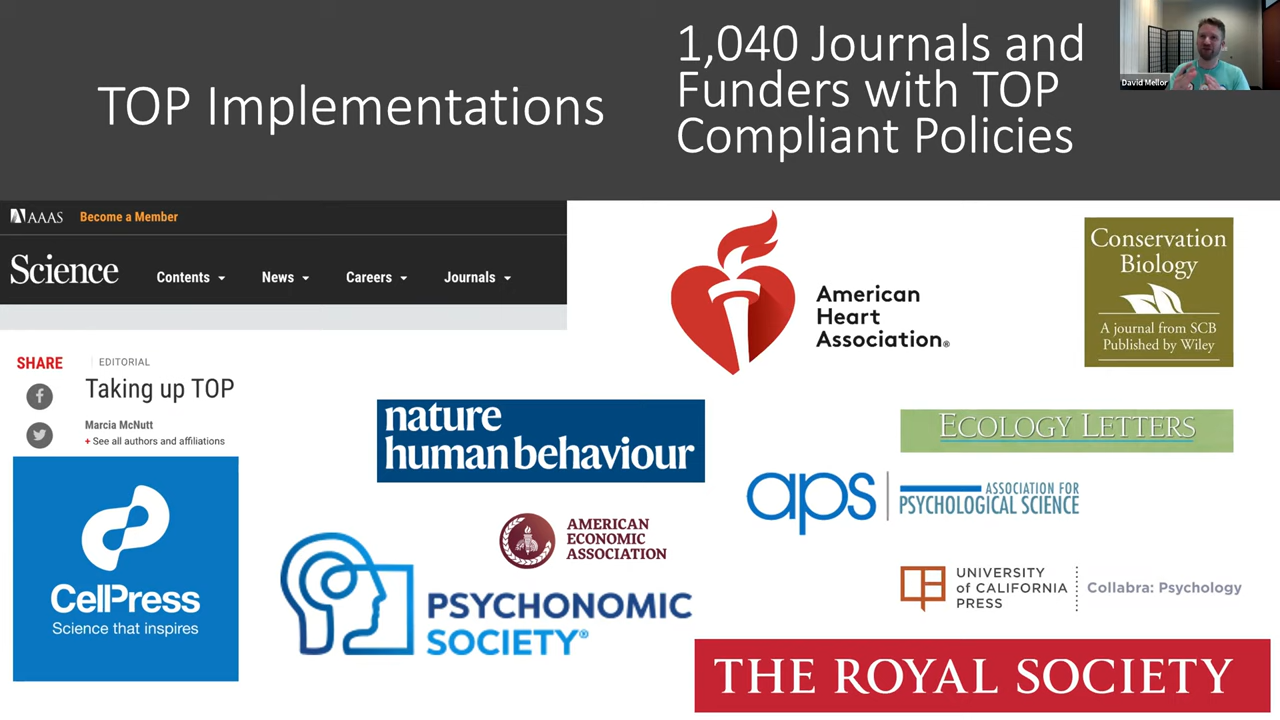 TOP Implementations
1,040 Journals and
Funders with TOP
Compliant Policies
David Mellor
AAAS Become a Member
Science Contents News Careers Journals
SHARE EDITORIAL
Taking up TOP
Marcia McNutt
+ See all authors and affiliations
American
Heart
Association®
Conservation
Biology
A journal from SCB
Published by Wiley
nature
human behaviour
ECOLOGY LETTERS
aps ASSOCIATION FOR
PSYCHOLOGICAL SCIENCE
CellPress
Science that inspires
AMERICAN
ECONOMIC
ASSOCIATION
PSYCHONOMIC
SOCIETY®
UNIVERSITY
of CALIFORNIA
PRESS
Collabra: Psychology
THE ROYAL SOCIETY